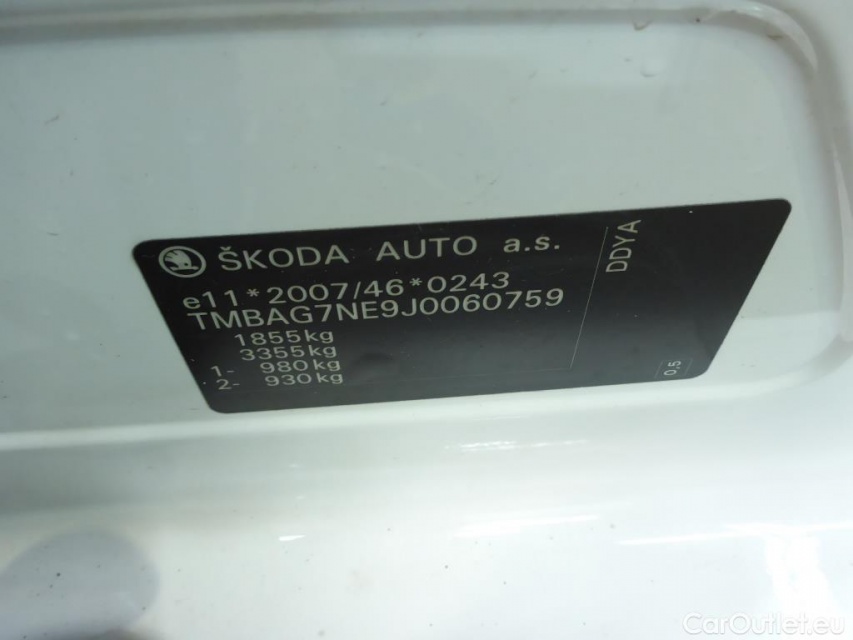 ŠKODA AUTO a.s.
e11*2007/46*0243
TMBAG7NE9J0060759
1855kg
3355kg
1- 980kg
2- 930kg
DDYA
0,5
CarOutlet.eu